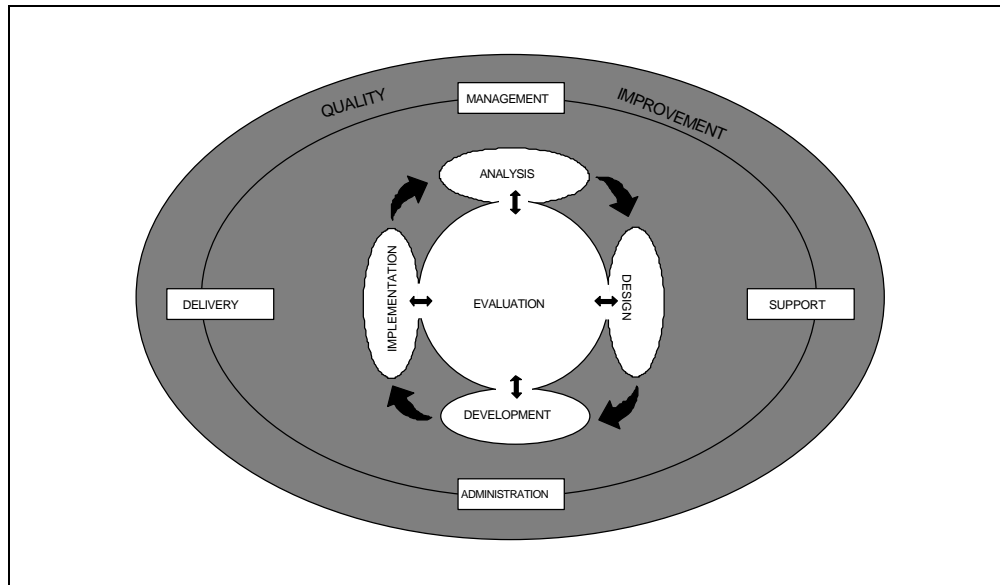 QUALITY
IMPROVEMENT
MANAGEMENT
ANALYSIS
IMPLEMENTATION
DESIGN
DELIVERY
EVALUATION
SUPPORT
DEVELOPMENT
ADMINISTRATION